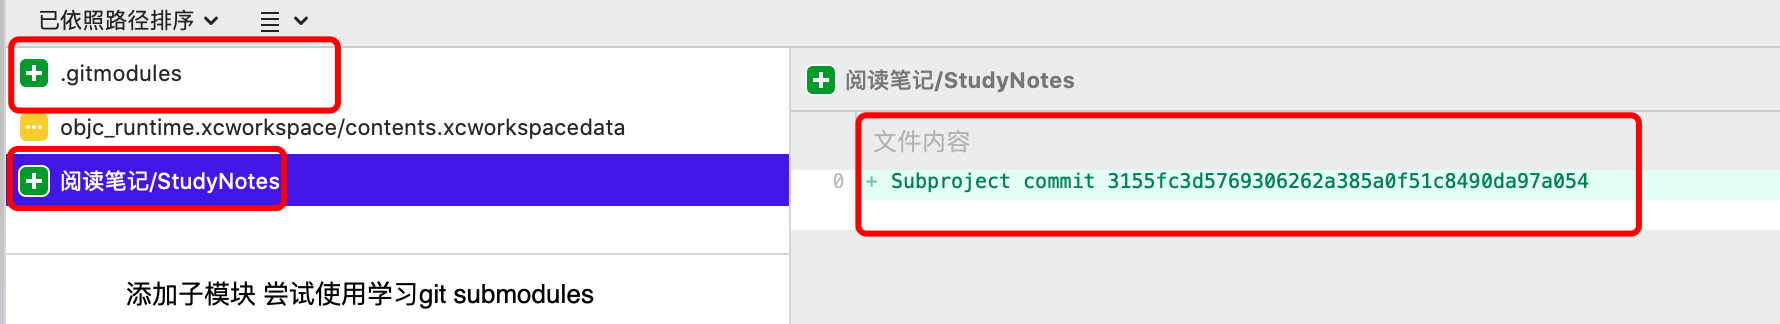 已依照路径排序
.gitmodules
objc_runtime.xcworkspace/contents.xcworkspacedata
阅读笔记/StudyNotes
添加子模块 尝试使用学习git submodules
阅读笔记/StudyNotes
文件内容
0 + Subproject commit 3155fc3d5769306262a385a0f51c8490da97a054